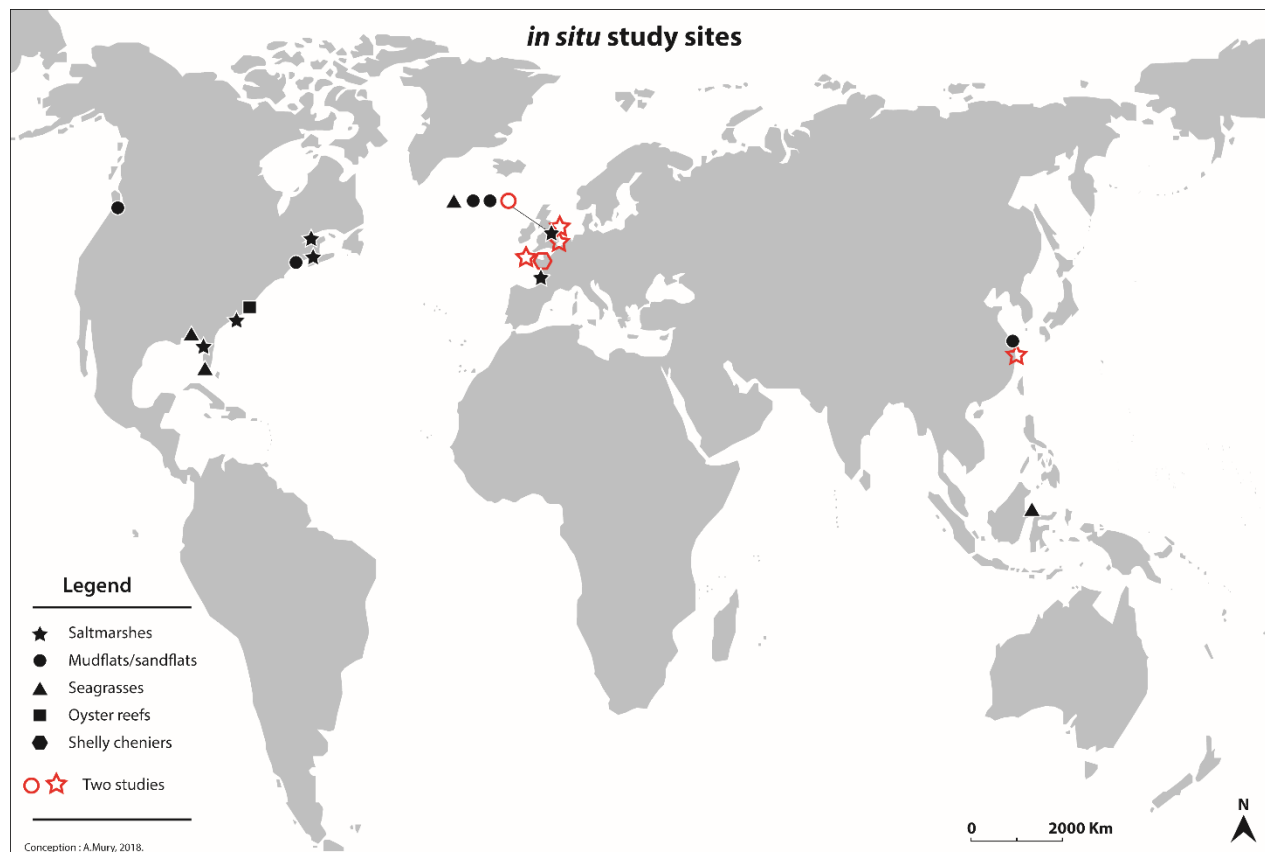 in situ study sites
Legend
Saltmarshes
Mudflats/sandflats
Seagrasses
Oyster reefs
Shelly cheniers
Two studies
Conception : A.Mury, 2018.
0 2000 Km
N